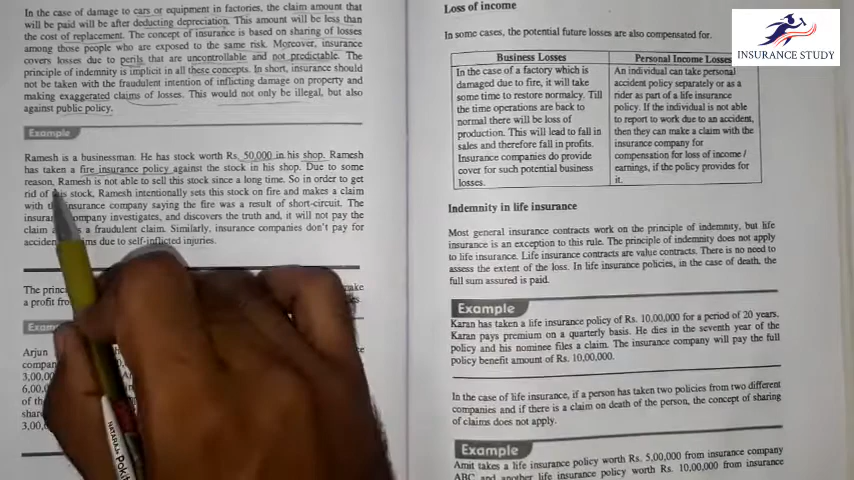 In the case of damage to cars or equipment in factories, the claim amount that
will be paid will be after deducting depreciation. This amount will be less than
the cost of replacement. The concept of insurance is based on sharing of losses
among those people who are exposed to the same risk. Moreover, insurance
covers losses due to perils that are uncontrollable and not predictable. The
principle of indemnity is implicit in all these concepts. In short, insurance should
not be taken with the fraudulent intention of inflicting damage on property and
making exaggerated claims of losses. This would not only be illegal, but also
against public policy.
Example
Ramesh is a businessman. He has stock worth Rs. 50,000 in his shop. Ramesh
has taken a fire insurance policy against the stock in his shop. Due to some
reason, Ramesh is not able to sell this stock since a long time. So in order to get
rid of this stock, Ramesh intentionally sets this stock on fire and makes a claim
with insurance company saying the fire was a result of short-circuit. The
company investigates, and discovers the truth and, it will not pay the
claim a fraudulent claim. Similarly, insurance companies don't pay for
due to self-inflicted injuries.
The make
a profit
Arjun
3,00,
6,00,
of the
3,00,
NATARAJ
Loss of income
In some cases, the potential future losses are also compensated for.
Business Losses
In the case of a factory which is
damaged due to fire, it will take
some time to restore normalcy. Till
the time operations are back to
normal there will be loss of
production. This will lead to fall in
sales and therefore fall in profits.
Insurance companies do provide
cover for such potential business
losses.
Personal Income Losses
An individual can take personal
accident policy separately or as a
rider as part of a life insurance
policy. If the individual is not able
to report to work due to an accident,
then they can make a claim with the
insurance company for
compensation for loss of income /
earnings, if the policy provides for
it.
Indemnity in life insurance
Most general insurance contracts work on the principle of indemnity, but life
insurance is an exception to this rule. The principle of indemnity does not apply
to life insurance. Life insurance contracts are value contracts. There is no need to
assess the extent of the loss. In life insurance policies, in the case of death, the
full sum assured is paid.
Example
Karan has taken a life insurance policy of Rs. 10,00,000 for a period of 20 years.
Karan pays premium on a quarterly basis. He dies in the seventh year of the
policy and his nominee files a claim. The insurance company will pay the full
policy benefit amount of Rs. 10,00,000.
In the case of life insurance, if a person has taken two policies from two different
companies and if there is a claim on death of the person, the concept of sharing
of claims does not apply.
Example
Amit takes a life insurance policy worth Rs. 5,00,000 from insurance company
ABC and another life insurance policy worth Rs. 10,00,000 from insurance
INSURANCE STUDY